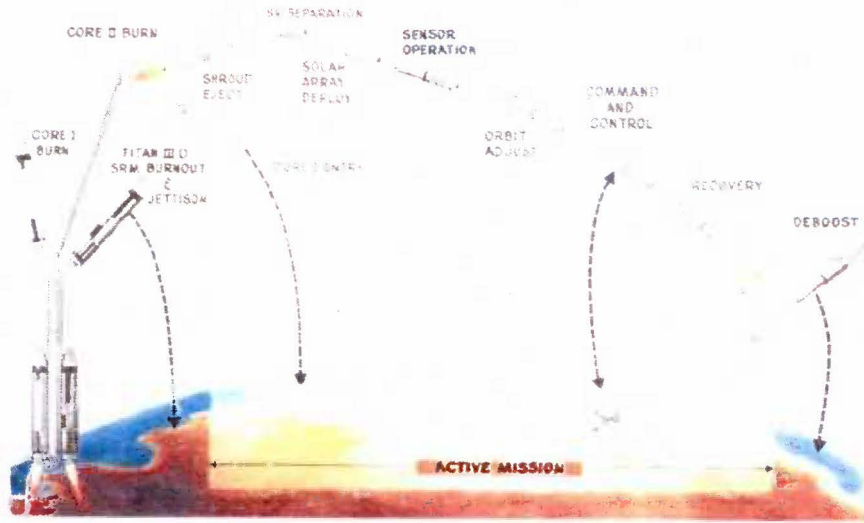 SV SEPARATION
CORE II BURN
SENSOR
OPERATION
SHROUD
EJECT
SOLAR
ARRAY
DEPLOY
COMMAND
AND
CONTROL
CORE I
BURN
TITAN III D
SRM BURNOUT
&
JETTISON
ORBIT
ADJUST
RECOVERY
DEBOOST
ACTIVE MISSION